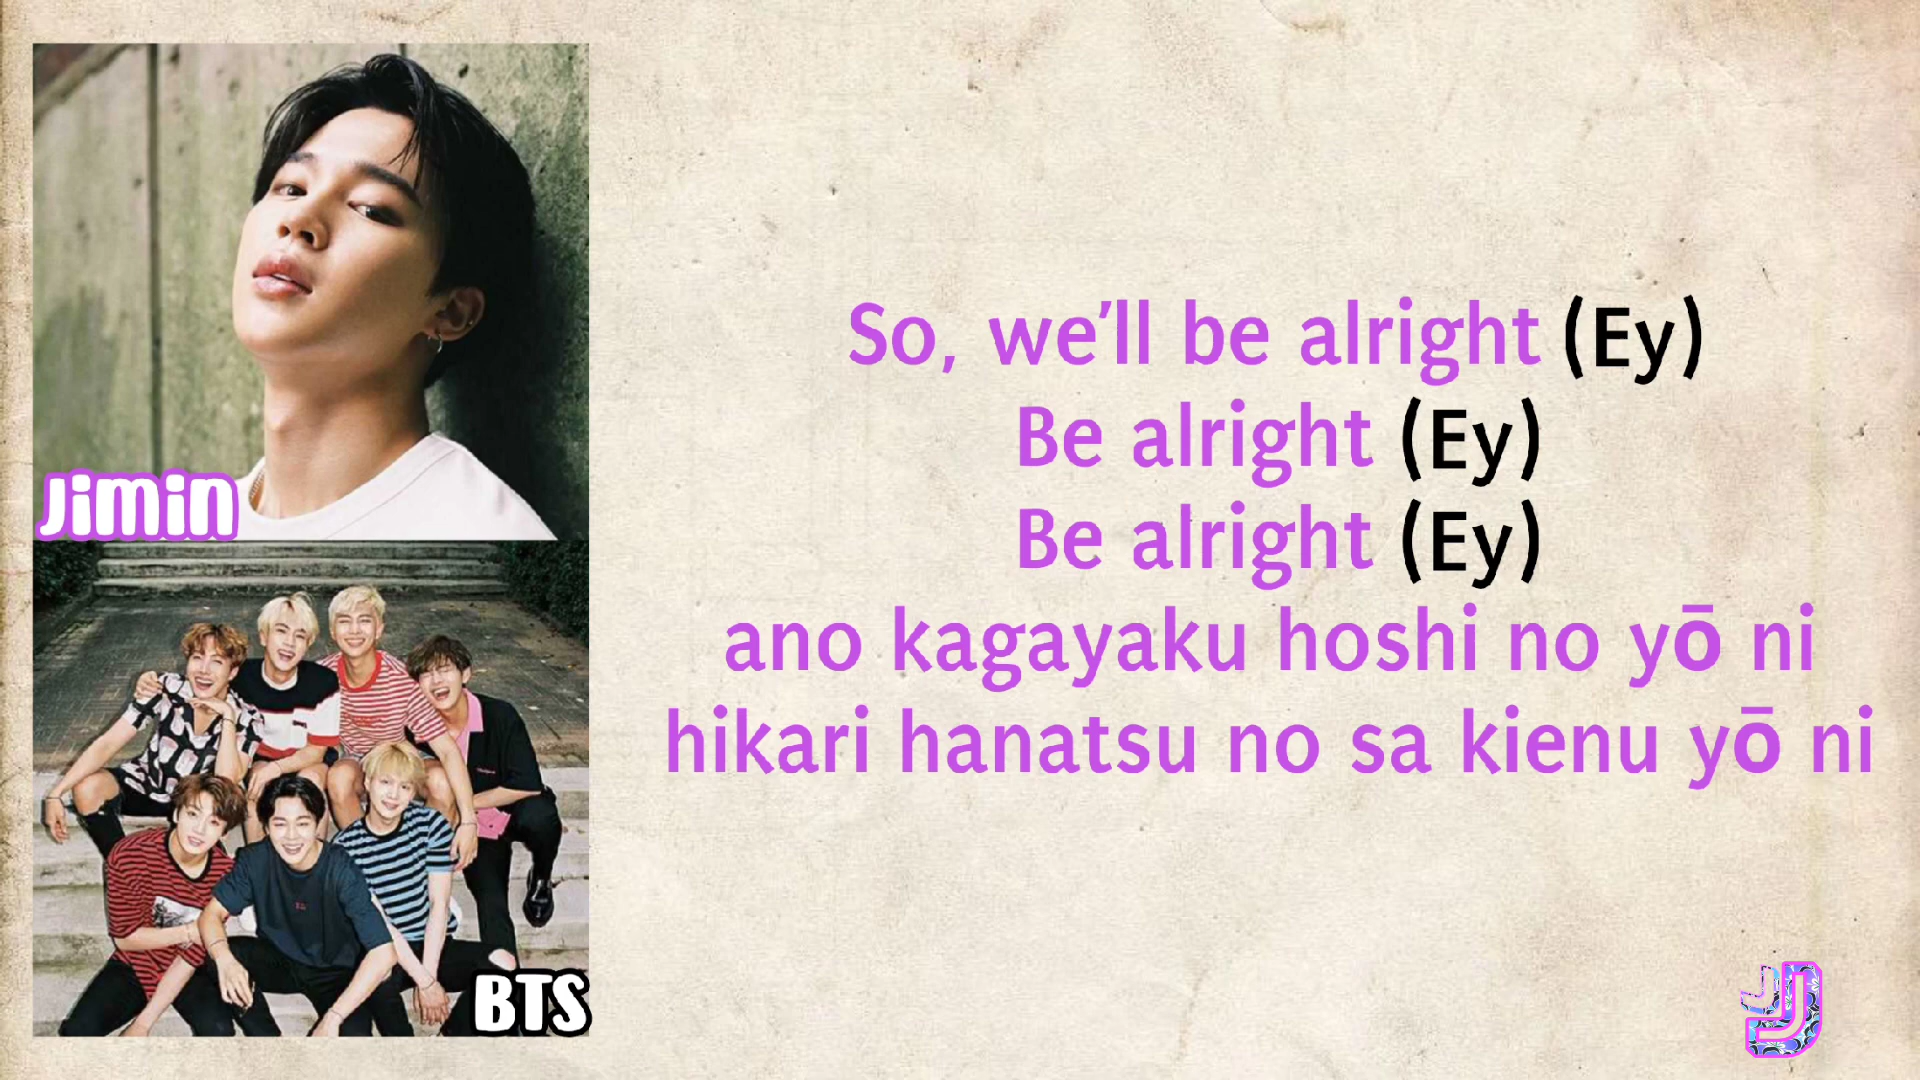 Jimin
BTS
So, we'll be alright (Ey)
Be alright (Ey)
Be alright (Ey)
ano kagayaku hoshi no yō ni
hikari hanatsu no sa kienu yō ni
JJ